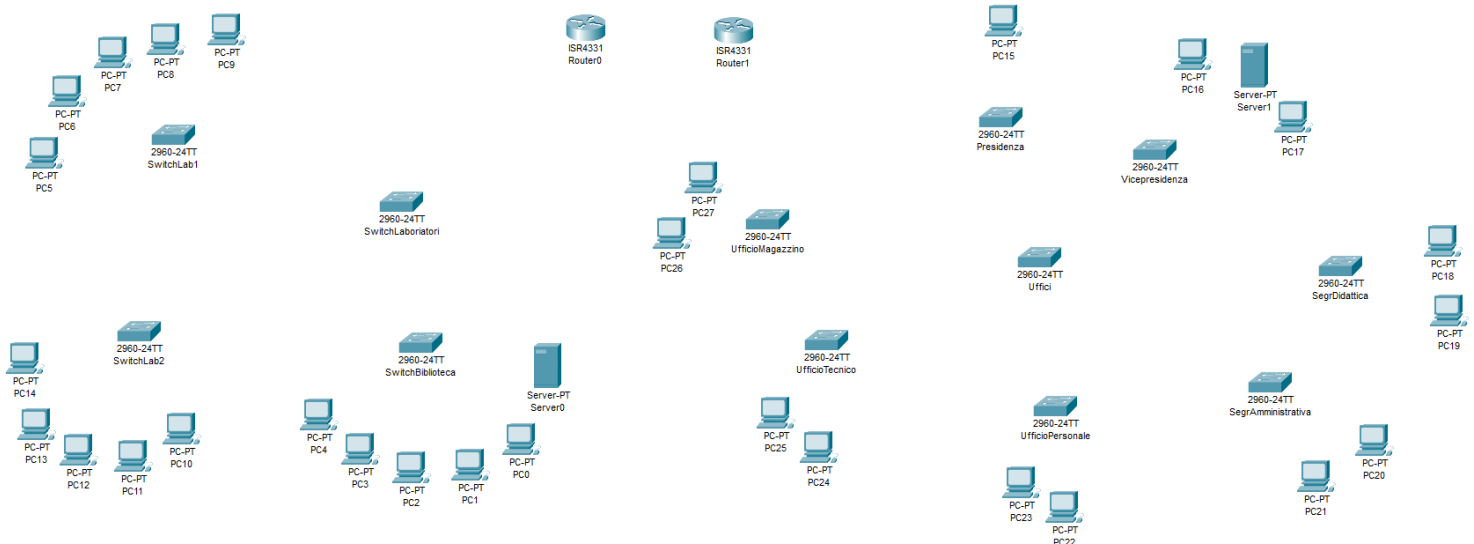 PC-PT
PC9
PC-PT
PC8
PC-PT
PC7
PC-PT
PC6
PC-PT
PC5
2960-24TT
SwitchLab1
ISR4331
Router0
ISR4331
Router1
PC-PT
PC15
PC-PT
PC16
Server-PT
Server1
PC-PT
PC17
2960-24TT
Presidenza
2960-24TT
Vicepresidenza
2960-24TT
SwitchLaboriatori
PC-PT
PC27
PC-PT
PC26
2960-24TT
UfficioMagazzino
2960-24TT
Uffici
2960-24TT
SegrDidattica
PC-PT
PC18
PC-PT
PC19
2960-24TT
SwitchLab2
PC-PT
PC14
PC-PT
PC13
PC-PT
PC12
PC-PT
PC11
PC-PT
PC10
2960-24TT
SwitchBiblioteca
Server-PT
Server0
PC-PT
PC4
PC-PT
PC3
PC-PT
PC2
PC-PT
PC1
PC-PT
PC0
2960-24TT
UfficioTecnico
PC-PT
PC25
PC-PT
PC24
2960-24TT
UfficioPersonale
PC-PT
PC23
PC-PT
PC22
2960-24TT
SegrAmministrativa
PC-PT
PC20
PC-PT
PC21